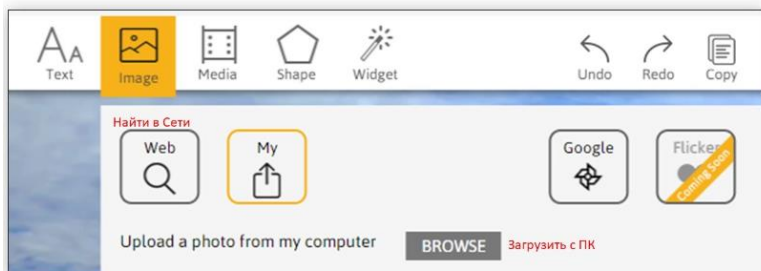 Text Image Media Shape Widget Undo Redo Copy
Найти в Сети
Web My Google Flicker
Coming Soon
Upload a photo from my computer BROWSE Загрузить с ПК